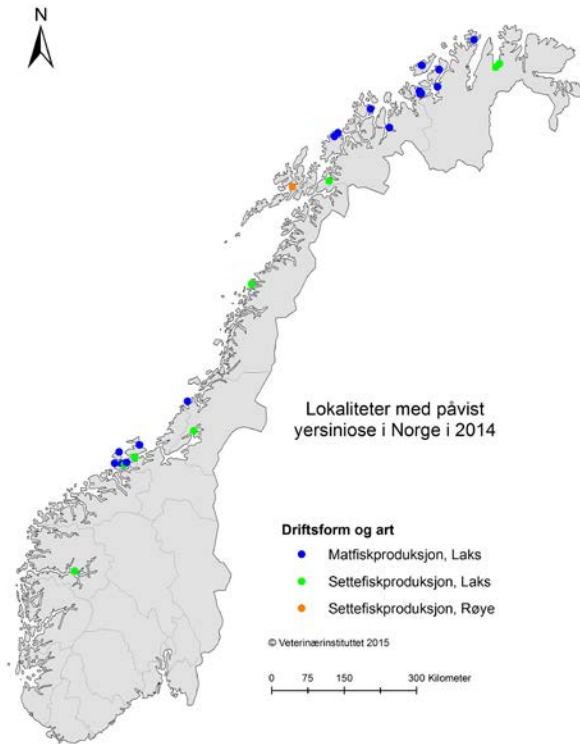 N
Lokaliteter med påvist
yersiniose i Norge i 2014
Driftsform og art
Matfiskproduksjon, Laks
Settefiskproduksjon, Laks
Settefiskproduksjon, Røye
© Veterinærinstituttet 2015
0 75 150 300 Kilometer